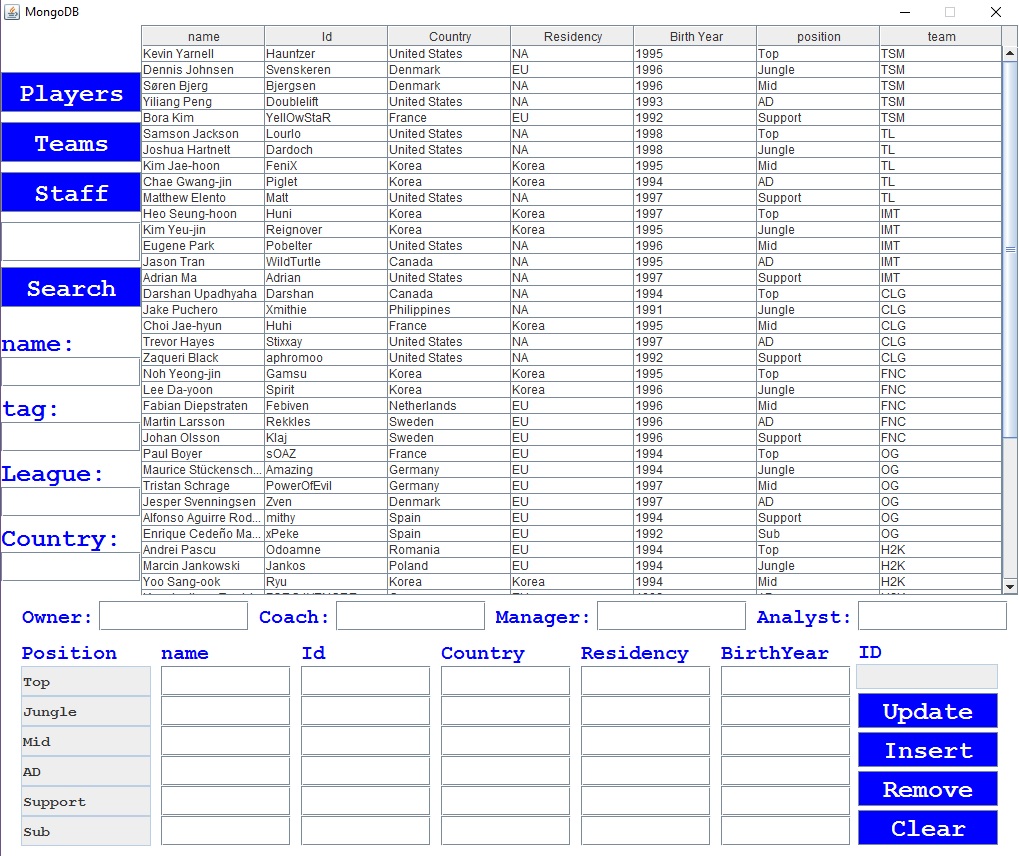 MongoDB
name Id Country Residency Birth Year position team
Kevin Yarnell Hauntzer United States NA 1995 Top TSM
Dennis Johnsen Svenskeren Denmark EU 1996 Jungle TSM
Søren Bjerg Bjergsen Denmark NA 1996 Mid TSM
Yiliang Peng Doublelift United States NA 1993 AD TSM
Bora Kim YellOwStaR France EU 1992 Support TSM
Samson Jackson Lourlo United States NA 1998 Top TL
Joshua Hartnett Dardoch United States NA 1998 Jungle TL
Kim Jae-hoon FeniX Korea Korea 1995 Mid TL
Chae Gwang-jin Piglet Korea Korea 1994 AD TL
Matthew Elento Matt United States NA 1997 Support TL
Heo Seung-hoon Huni Korea Korea 1997 Top IMT
Kim Yeu-jin Reignover Korea Korea 1995 Jungle IMT
Eugene Park Pobelter United States NA 1996 Mid IMT
Jason Tran WildTurtle Canada NA 1995 AD IMT
Adrian Ma Adrian United States NA 1997 Support IMT
Darshan Upadhyaha Darshan Canada NA 1994 Top CLG
Jake Puchero Xmithie Philippines NA 1991 Jungle CLG
Choi Jae-hyun Huhi France Korea 1995 Mid CLG
Trevor Hayes Stixxay United States NA 1997 AD CLG
Zaqueri Black aphromoo United States NA 1992 Support CLG
Noh Yeong-jin Gamsu Korea Korea 1995 Top FNC
Lee Da-yoon Spirit Korea Korea 1996 Jungle FNC
Fabian Diepstraten Febiven Netherlands EU 1996 Mid FNC
Martin Larsson Rekkles Sweden EU 1996 AD FNC
Johan Olsson Klaj Sweden EU 1996 Support FNC
Paul Boyer sOAZ France EU 1994 Top OG
Maurice Stückensch... Amazing Germany EU 1994 Jungle OG
Tristan Schrage PowerOfEvil Germany EU 1997 Mid OG
Jesper Svenningsen Zven Denmark EU 1997 AD OG
Alfonso Aguirre Rod... mithy Spain EU 1994 Support OG
Enrique Cedeño Ma... xPeke Spain EU 1992 Sub OG
Andrei Pascu Odoamne Romania EU 1994 Top H2K
Marcin Jankowski Jankos Poland EU 1994 Jungle H2K
Yoo Sang-ook Ryu Korea Korea 1994 Mid H2K
Players
Teams
Staff
Search
name:
tag:
League:
Country:
Owner: Coach: Manager: Analyst:
Position name Id Country Residency BirthYear ID
Top
Jungle
Mid
AD
Support
Sub
Update
Insert
Remove
Clear